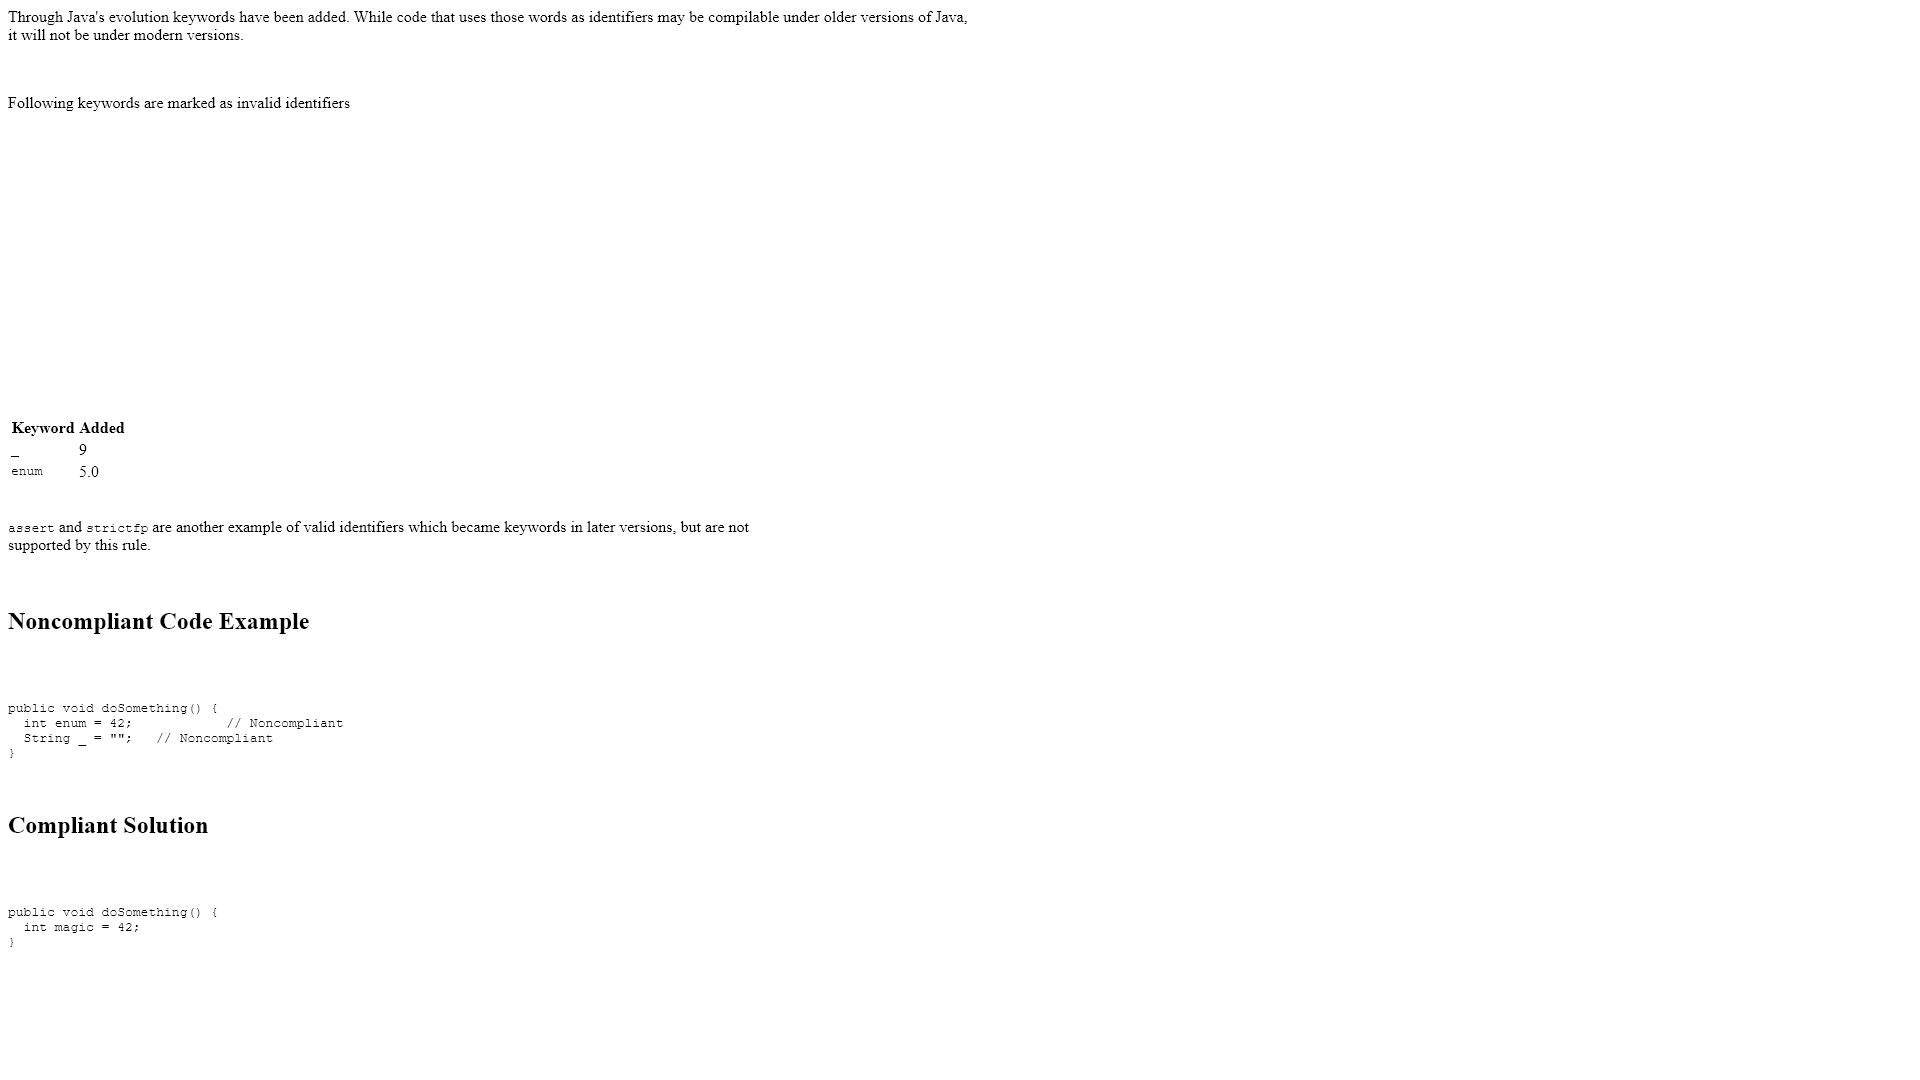 Through Java's evolution keywords have been added. While code that uses those words as identifiers may be compilable under older versions of Java,
it will not be under modern versions.
Following keywords are marked as invalid identifiers
Keyword Added
_ 9
enum 5.0
assert and strictfp are another example of valid identifiers which became keywords in later versions, but are not
supported by this rule.
Noncompliant Code Example
public void doSomething() {
  int enum = 42;            // Noncompliant
  String _ = "";   // Noncompliant
}
Compliant Solution
public void doSomething() {
  int magic = 42;
}